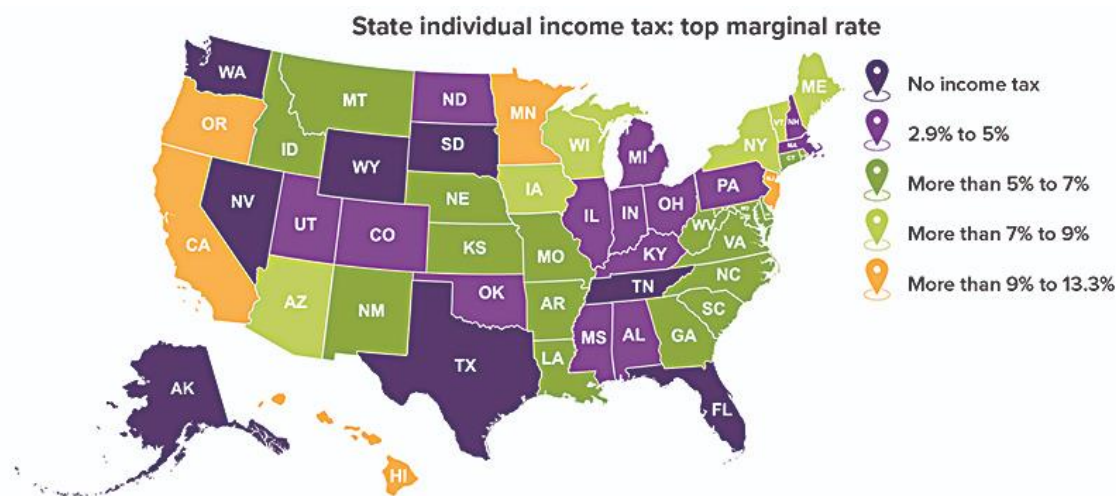 State individual income tax: top marginal rate
No income tax
2.9% to 5%
More than 5% to 7%
More than 7% to 9%
More than 9% to 13.3%
WA
MT
ND
MN
ME
OR
ID
SD
WI
VT
NH
WY
MI
NY
MA
CT
IA
NE
PA
NJ
NV
UT
CO
IL
IN
OH
WV
CA
KS
MO
KY
VA
AZ
NM
OK
AR
TN
NC
SC
MS
AL
GA
TX
LA
AK
FL
HI